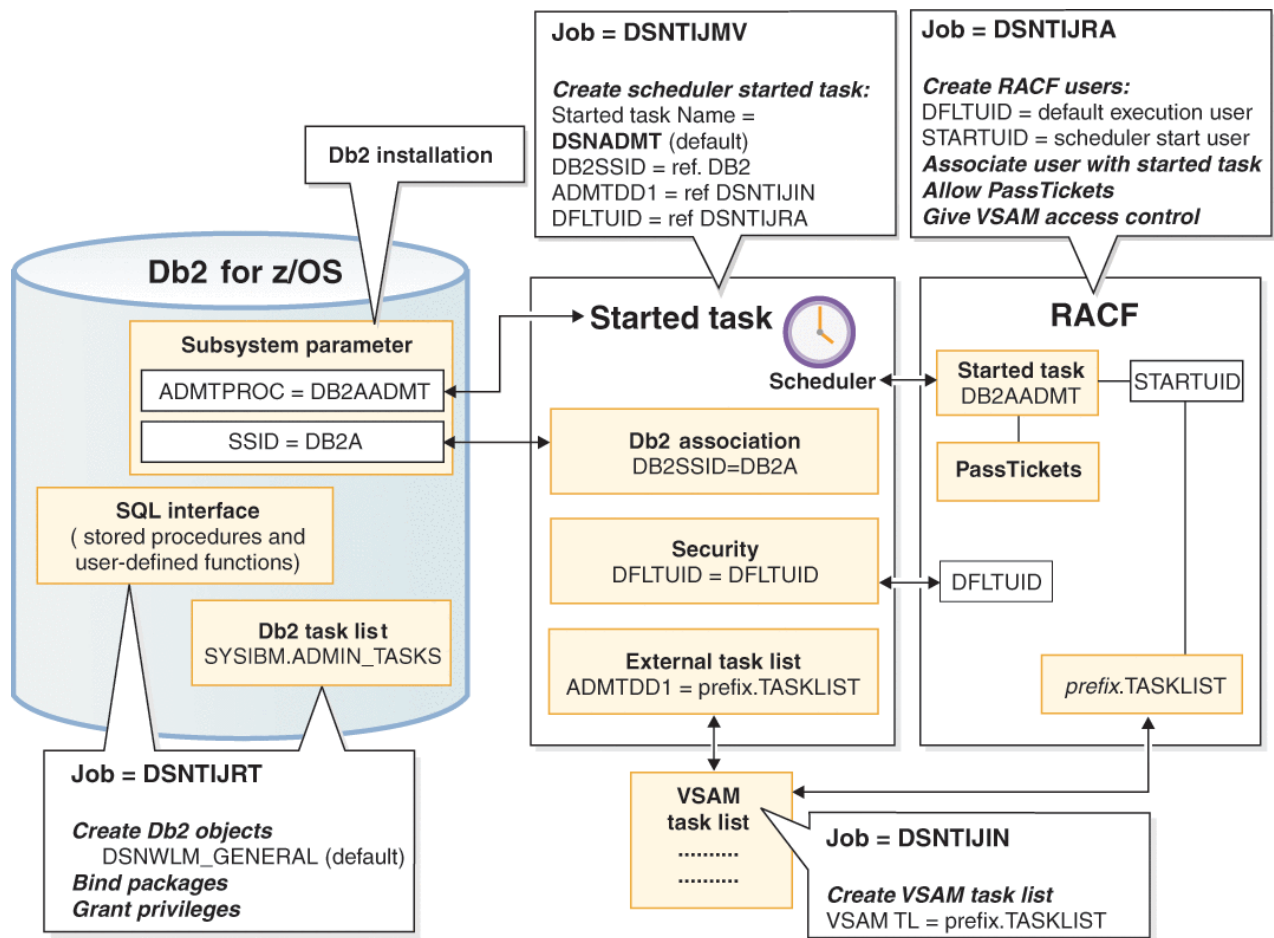 Job = DSNTIJMV
Create scheduler started task:
Started task Name =
DSNADMT (default)
DB2SSID = ref. DB2
ADMTDD1 = ref DSNTIJIN
DFLTUID = ref DSNTIJRA
Job = DSNTIJRA
Create RACF users:
DFLTUID = default execution user
STARTUID = scheduler start user
Associate user with started task
Allow PassTickets
Give VSAM access control
Db2 installation
Db2 for z/OS
Subsystem parameter
ADMTPROC = DB2AADMT
SSID = DB2A
SQL interface
( stored procedures and
user-defined functions)
Db2 task list
SYSIBM.ADMIN_TASKS
Job = DSNTIJRT
Create Db2 objects
DSNWLM_GENERAL (default)
Bind packages
Grant privileges
Started task
Scheduler
Db2 association
DB2SSID=DB2A
Security
DFLTUID = DFLTUID
External task list
ADMTDD1 = prefix.TASKLIST
RACF
Started task
DB2AADMT
STARTUID
PassTickets
DFLTUID
prefix.TASKLIST
VSAM
task list
..........
..........
Job = DSNTIJIN
Create VSAM task list
VSAM TL = prefix.TASKLIST